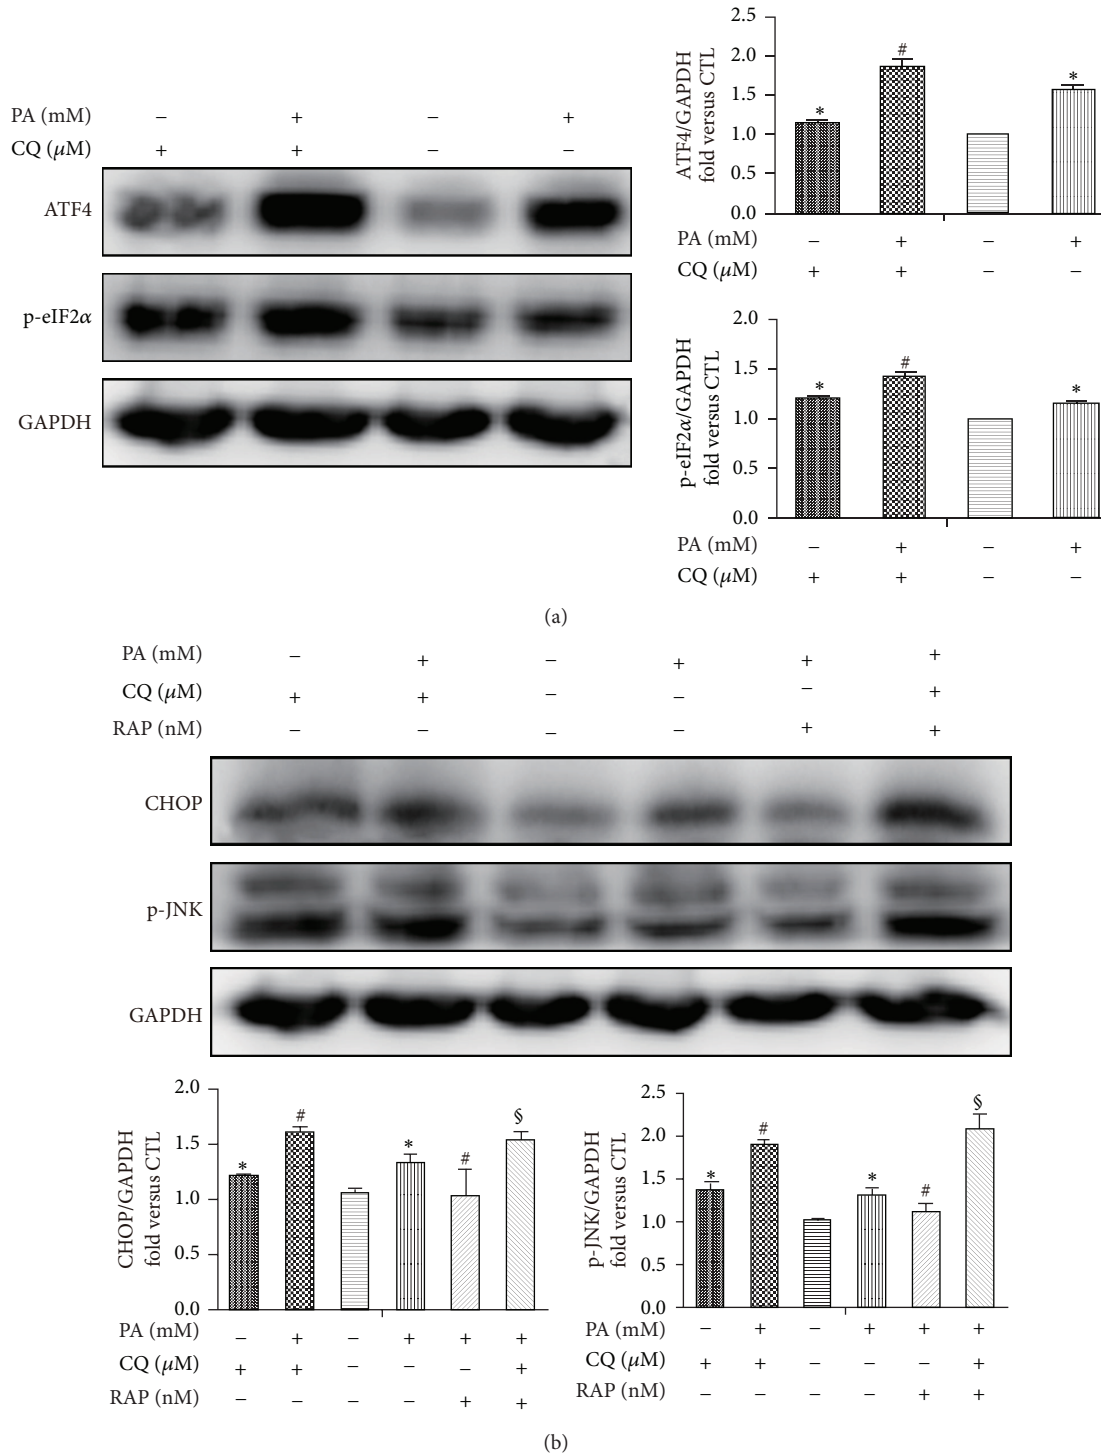 PA (mM) − + − +
CQ (μM) + + − −
ATF4
p-eIF2α
GAPDH
ATF4/GAPDH
fold versus CTL
2.5
2.0
1.5
1.0
0.5
0.0
* # *
PA (mM) − + − +
CQ (μM) + + − −
p-eIF2α/GAPDH
fold versus CTL
2.0
1.5
1.0
0.5
0.0
* # *
PA (mM) − + − +
CQ (μM) + + − −
(a)
PA (mM) − + − + + +
CQ (μM) + + − − − +
RAP (nM) − − − − + +
CHOP
p-JNK
GAPDH
CHOP/GAPDH
fold versus CTL
2.0
1.5
1.0
0.5
0.0
* # * # §
PA (mM) − + − + + +
CQ (μM) + + − − − +
RAP (nM) − − − − + +
p-JNK/GAPDH
fold versus CTL
2.5
2.0
1.5
1.0
0.5
0.0
* # * # §
PA (mM) − + − + + +
CQ (μM) + + − − − +
RAP (nM) − − − − + +
(b)